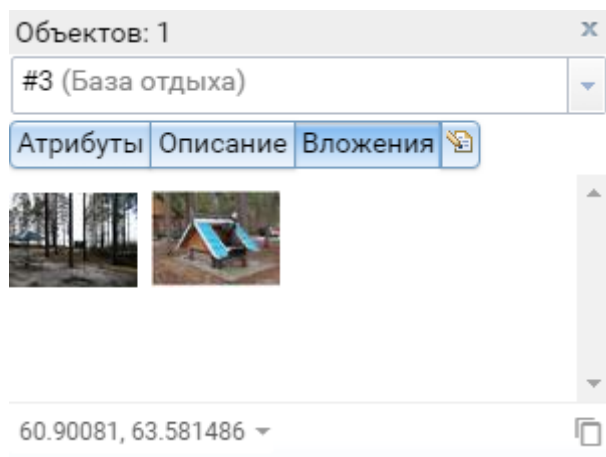 Объектов: 1 x
#3 (База отдыха)
Атрибуты Описание Вложения
60.90081, 63.581486